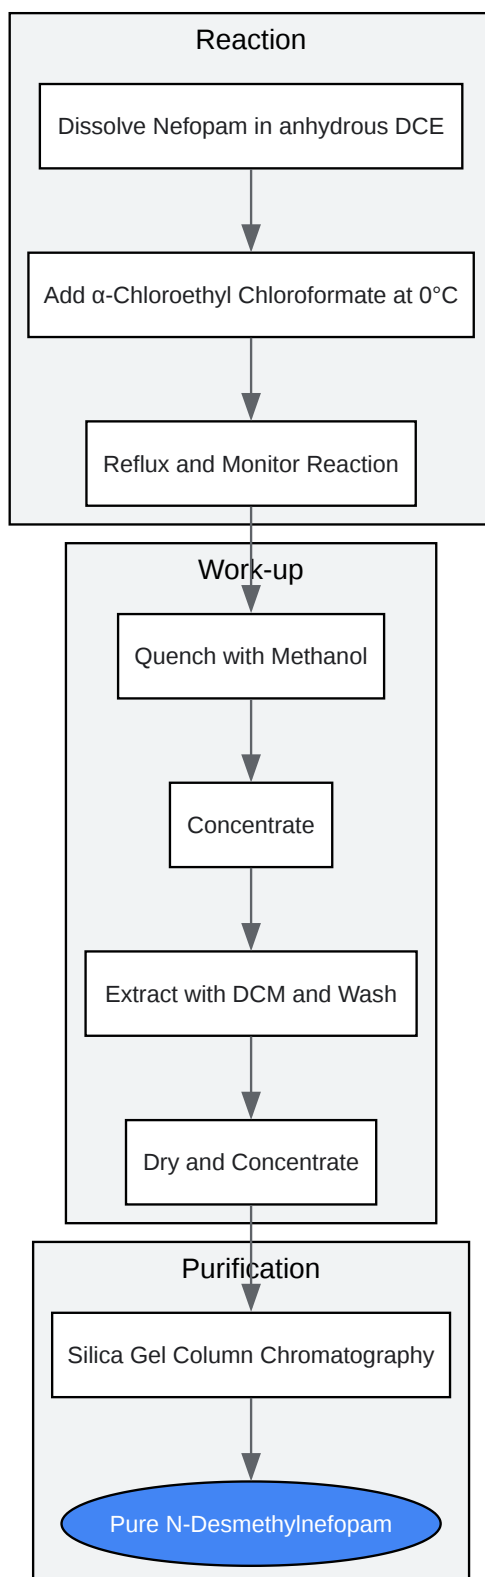 Reaction
Dissolve Nefopam in anhydrous DCE
Add α-Chloroethyl Chloroformate at 0°C
Reflux and Monitor Reaction
Work-up
Quench with Methanol
Concentrate
Extract with DCM and Wash
Dry and Concentrate
Purification
Silica Gel Column Chromatography
Pure N-Desmethylnefopam